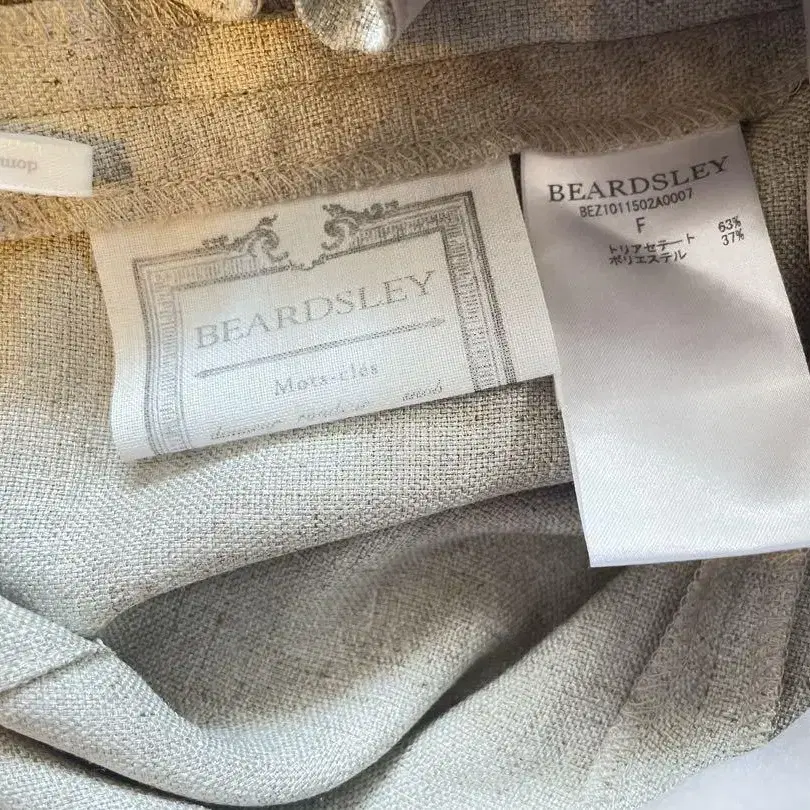 BEARDSLEY
BEZ1011502A0007
F
トリアセテート 63%
ポリエステル 37%
BEARDSLEY
Mots-clés